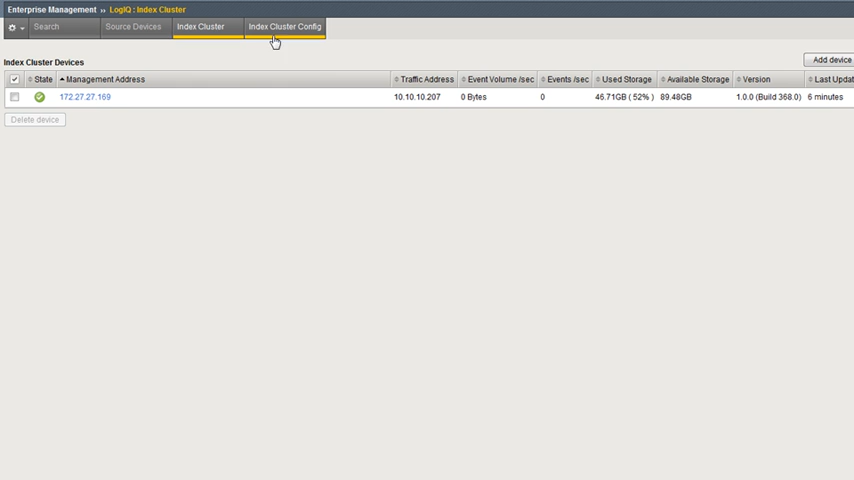 Enterprise Management ›› LogIQ : Index Cluster
Search Source Devices Index Cluster Index Cluster Config
Index Cluster Devices Add device
State Management Address Traffic Address Event Volume /sec Events /sec Used Storage Available Storage Version Last Updat
172.27.27.169 10.10.10.207 0 Bytes 0 46.71GB ( 52% ) 89.48GB 1.0.0 (Build 368.0) 6 minutes
Delete device